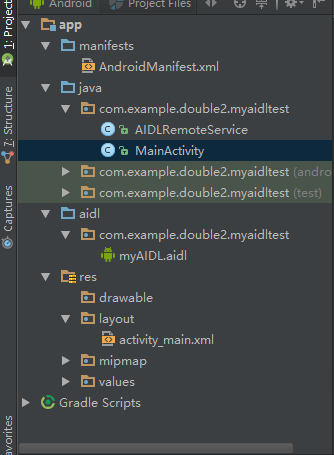 Android
Project Files
1: Project
app
manifests
AndroidManifest.xml
java
com.example.double2.myaidltest
AIDLRemoteService
MainActivity
com.example.double2.myaidltest (andro
com.example.double2.myaidltest (test)
aidl
com.example.double2.myaidltest
myAIDL.aidl
res
drawable
layout
activity_main.xml
mipmap
values
Gradle Scripts
7: Structure
Captures
avorites